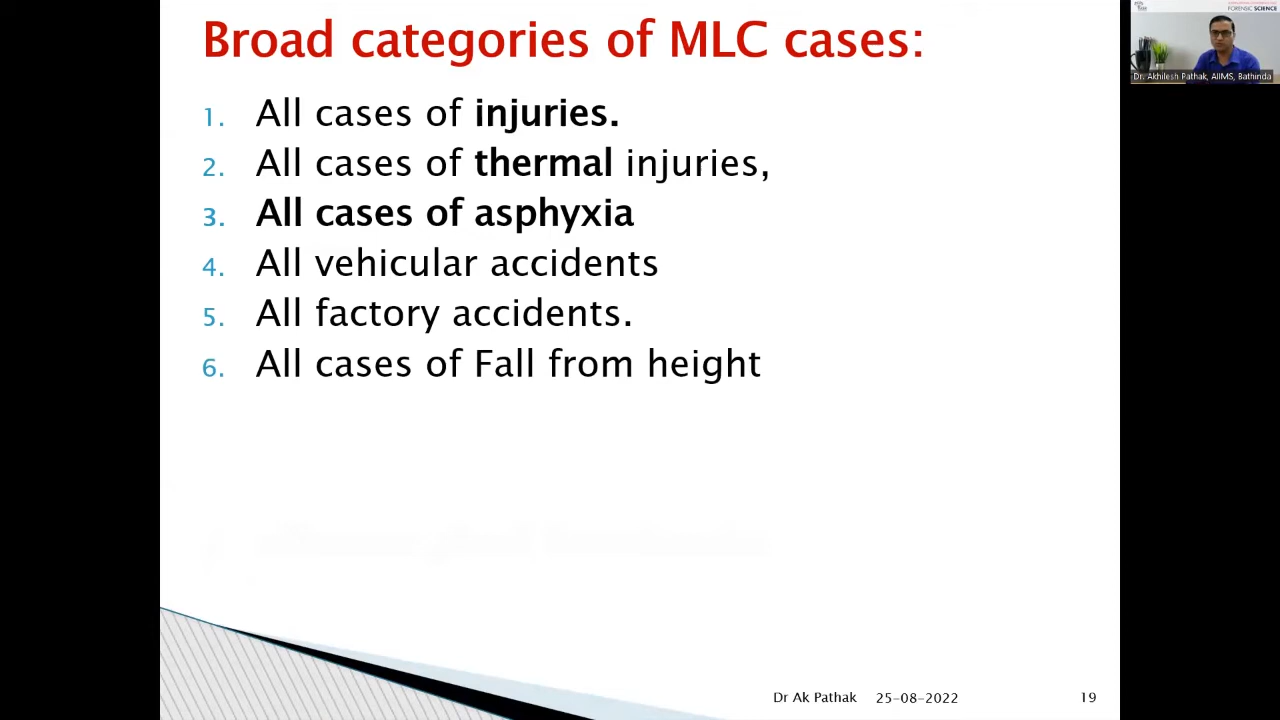 Broad categories of MLC cases:
1. All cases of injuries.
2. All cases of thermal injuries,
3. All cases of asphyxia
4. All vehicular accidents
5. All factory accidents.
6. All cases of Fall from height
Dr Ak Pathak 25-08-2022 19
FORENSIC SCIENCE
Dr. Akhilesh Pathak, AIIMS, Bathinda